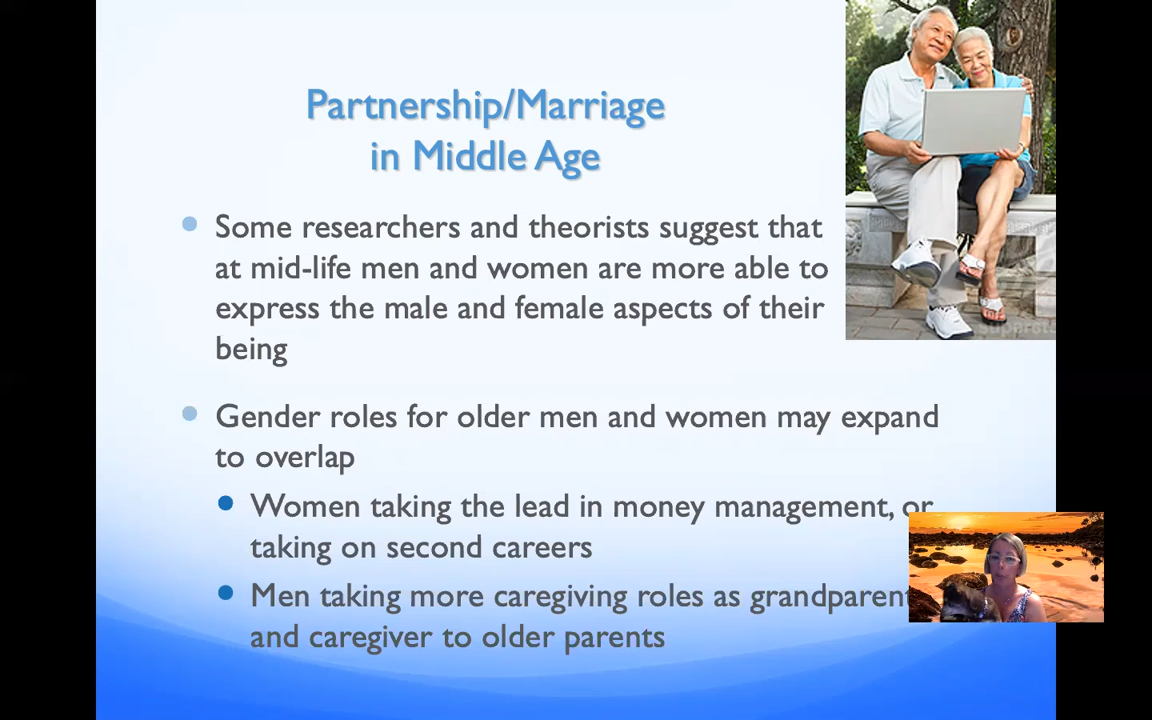 Partnership/Marriage
in Middle Age
Some researchers and theorists suggest that
at mid-life men and women are more able to
express the male and female aspects of their
being
Gender roles for older men and women may expand
to overlap
Women taking the lead in money management, or
taking on second careers
Men taking more caregiving roles as grandparent
and caregiver to older parents